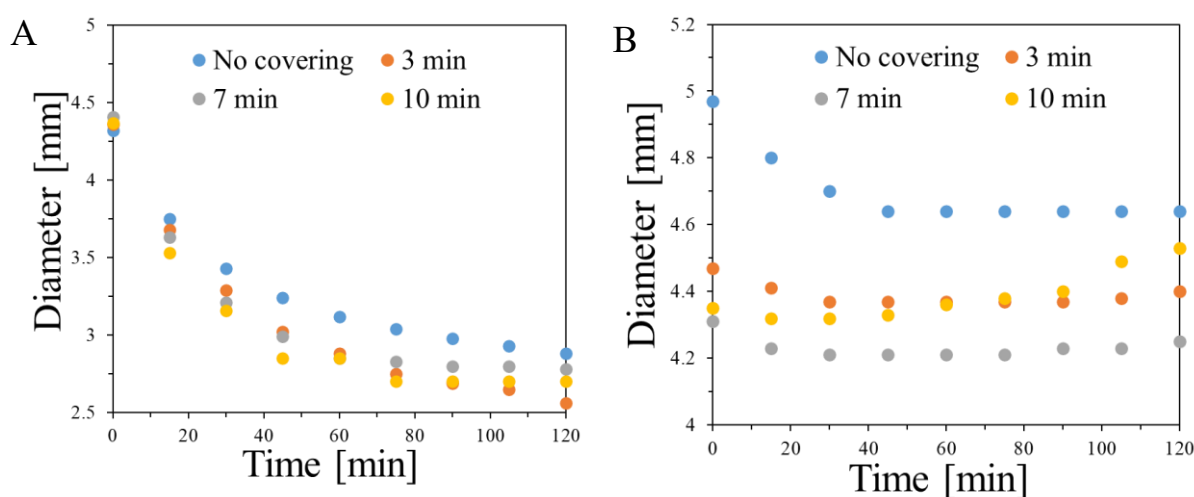 A
No covering 3 min
7 min 10 min
Diameter [mm]
5
4.5
4
3.5
3
2.5
0 20 40 60 80 100 120
Time [min]
B
No covering 3 min
7 min 10 min
Diameter [mm]
5.2
5
4.8
4.6
4.4
4.2
4
0 20 40 60 80 100 120
Time [min]